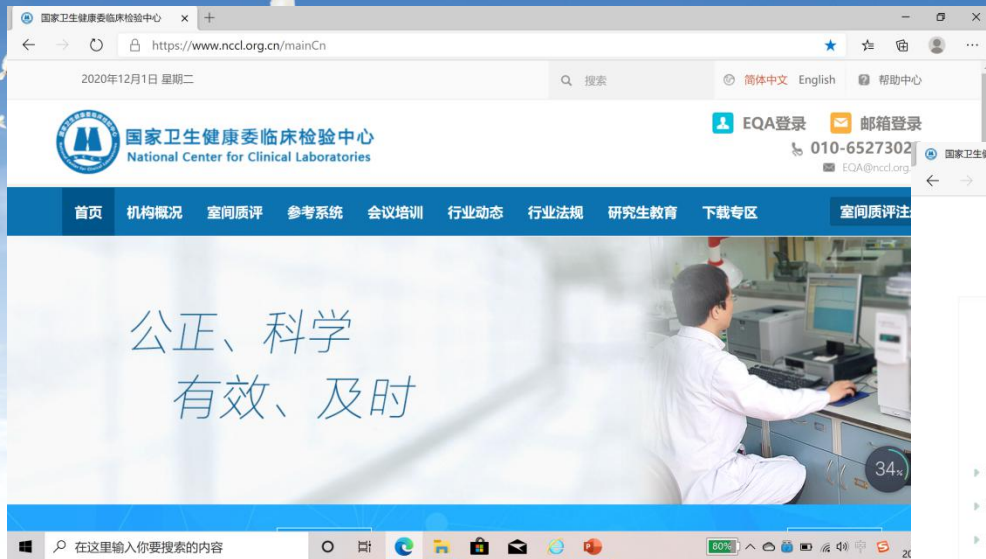 国家卫生健康委临床检验中心
https://www.nccl.org.cn/mainCn
2020年12月1日 星期二
搜索
简体中文 English
帮助中心
国家卫生健康委临床检验中心
National Center for Clinical Laboratories
EQA登录 邮箱登录
010-6527302
EQA@nccl.org
国家卫生
首页 机构概况 室间质评 参考系统 会议培训 行业动态 行业法规 研究生教育 下载专区 室间质评注
公正、科学
有效、及时
34%
在这里输入你要搜索的内容
80%